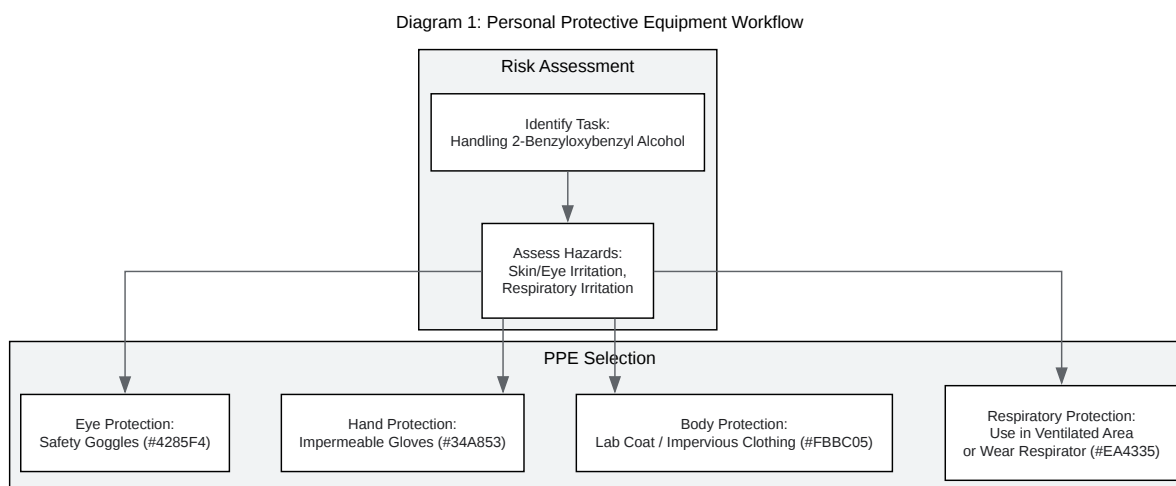 Diagram 1: Personal Protective Equipment Workflow
Risk Assessment
Identify Task:
Handling 2-Benzyloxybenzyl Alcohol
Assess Hazards:
Skin/Eye Irritation,
Respiratory Irritation
PPE Selection
Eye Protection:
Safety Goggles (#4285F4)
Hand Protection:
Impermeable Gloves (#34A853)
Body Protection:
Lab Coat / Impervious Clothing (#FBBC05)
Respiratory Protection:
Use in Ventilated Area
or Wear Respirator (#EA4335)